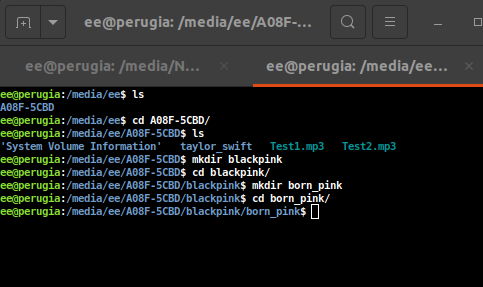 ee@perugia: /media/ee/A08F-5...
ee@perugia: /media/N...
ee@perugia: /media/ee...
ee@perugia:/media/ee$ ls
A08F-5CBD
ee@perugia:/media/ee$ cd A08F-5CBD/
ee@perugia:/media/ee/A08F-5CBD$ ls
'System Volume Information'   taylor_swift   Test1.mp3   Test2.mp3
ee@perugia:/media/ee/A08F-5CBD$ mkdir blackpink
ee@perugia:/media/ee/A08F-5CBD$ cd blackpink/
ee@perugia:/media/ee/A08F-5CBD/blackpink$ mkdir born_pink
ee@perugia:/media/ee/A08F-5CBD/blackpink$ cd born_pink/
ee@perugia:/media/ee/A08F-5CBD/blackpink/born_pink$